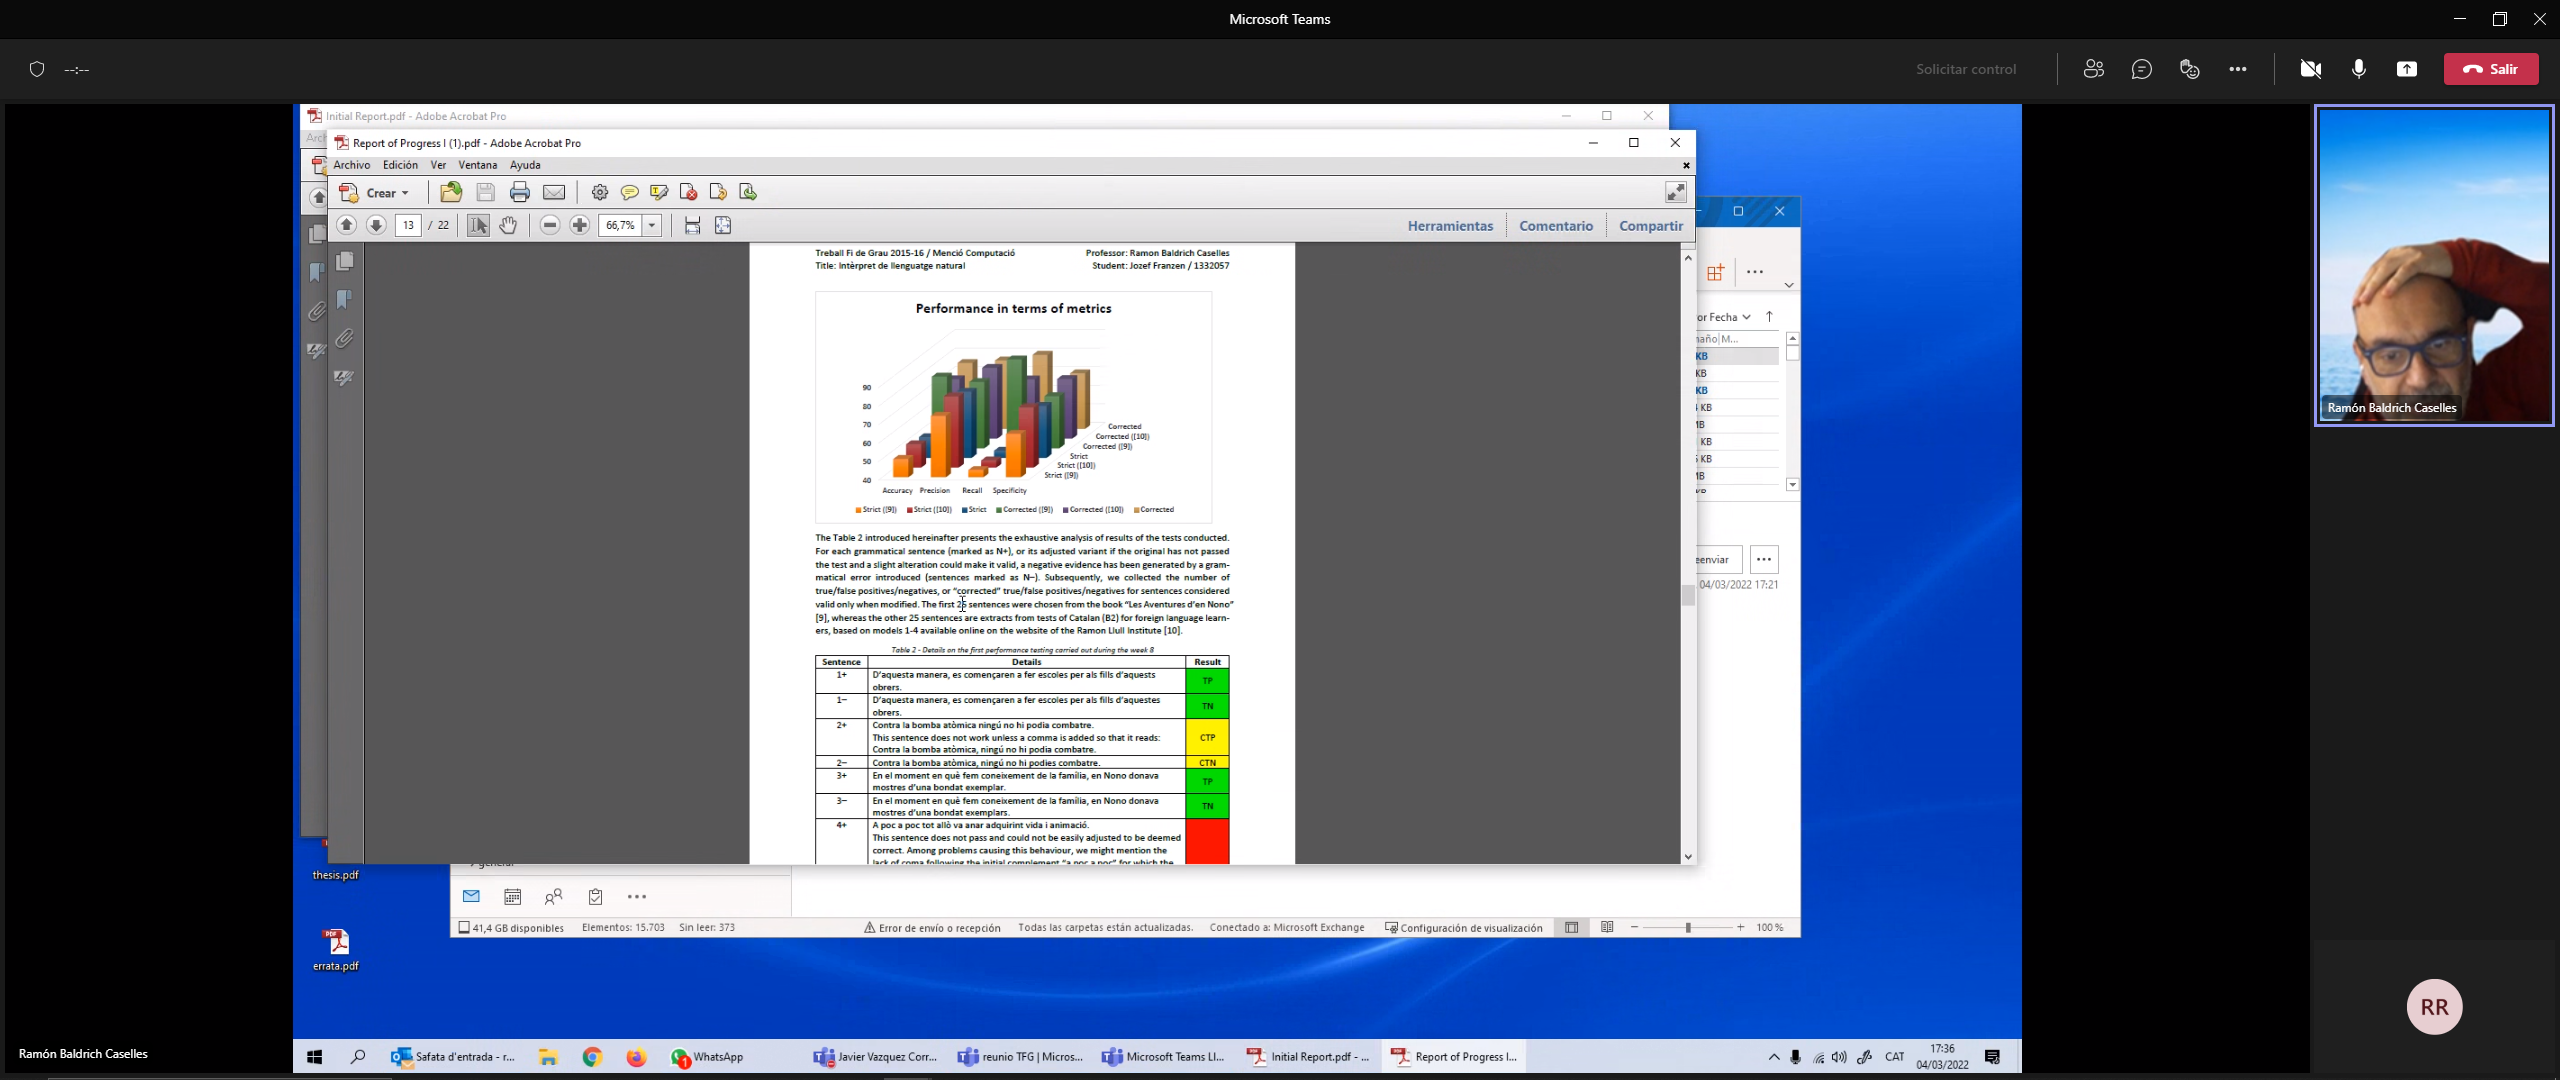 Microsoft Teams
--:--
Solicitar control
Salir
Initial Report.pdf - Adobe Acrobat Pro
Report of Progress I (1).pdf - Adobe Acrobat Pro
Archivo Edición Ver Ventana Ayuda
Crear
13 / 22
66,7%
Herramientas Comentario Compartir
Treball Fi de Grau 2015-16 / Menció Computació Professor: Ramon Baldrich Caselles
Title: Intèrpret de llenguatge natural Student: Jozef Franzen / 1332057
Performance in terms of metrics
90
80
70
60
50
40
Corrected
Corrected ([10])
Corrected ([9])
Strict
Strict ([10])
Strict ([9])
Accuracy Precision Recall Specificity
Strict ([9]) Strict ([10]) Strict Corrected ([9]) Corrected ([10]) Corrected
The Table 2 introduced hereinafter presents the exhaustive analysis of results of the tests conducted.
For each grammatical sentence (marked as N+), or its adjusted variant if the original has not passed
the test and a slight alteration could make it valid, a negative evidence has been generated by a gram-
matical error introduced (sentences marked as N–). Subsequently, we collected the number of
true/false positives/negatives, or “corrected” true/false positives/negatives for sentences considered
valid only when modified. The first 25 sentences were chosen from the book “Les Aventures d’en Nono”
[9], whereas the other 25 sentences are extracts from tests of Catalan (B2) for foreign language learn-
ers, based on models 1-4 available online on the website of the Ramon Llull Institute [10].
Table 2 - Details on the first performance testing carried out during the week 8
Sentence Details Result
1+ D’aquesta manera, es començaren a fer escoles per als fills d’aquests
obrers. TP
1– D’aquesta manera, es començaren a fer escoles per als fills d’aquestes
obrers. TN
2+ Contra la bomba atòmica ningú no hi podia combatre.
This sentence does not work unless a comma is added so that it reads:
Contra la bomba atòmica, ningú no hi podia combatre. CTP
2– Contra la bomba atòmica, ningú no hi podies combatre. CTN
3+ En el moment en què fem coneixement de la família, en Nono donava
mostres d’una bondat exemplar. TP
3– En el moment en què fem coneixement de la família, en Nono donava
mostres d’una bondat exemplars. TN
4+ A poc a poc tot allò va anar adquirint vida i animació.
This sentence does not pass and could not be easily adjusted to be deemed
correct. Among problems causing this behaviour, we might mention the
lack of coma following the initial complement “a poc a poc” for which the
or Fecha
KB
KB
KB
KB
KB
04/03/2022 17:21
thesis.pdf
errata.pdf
41,4 GB disponibles Elementos: 15.703 Sin leer: 373 Error de envío o recepción Todas las carpetas están actualizadas. Conectado a: Microsoft Exchange Configuración de visualización 100 %
Ramón Baldrich Caselles
RR
Ramón Baldrich Caselles
Safata d'entrada - r... WhatsApp 1 Javier Vazquez Corr... reunio TFG | Micros... Microsoft Teams Ll... Initial Report.pdf - ... Report of Progress I... CAT
17:36
04/03/2022